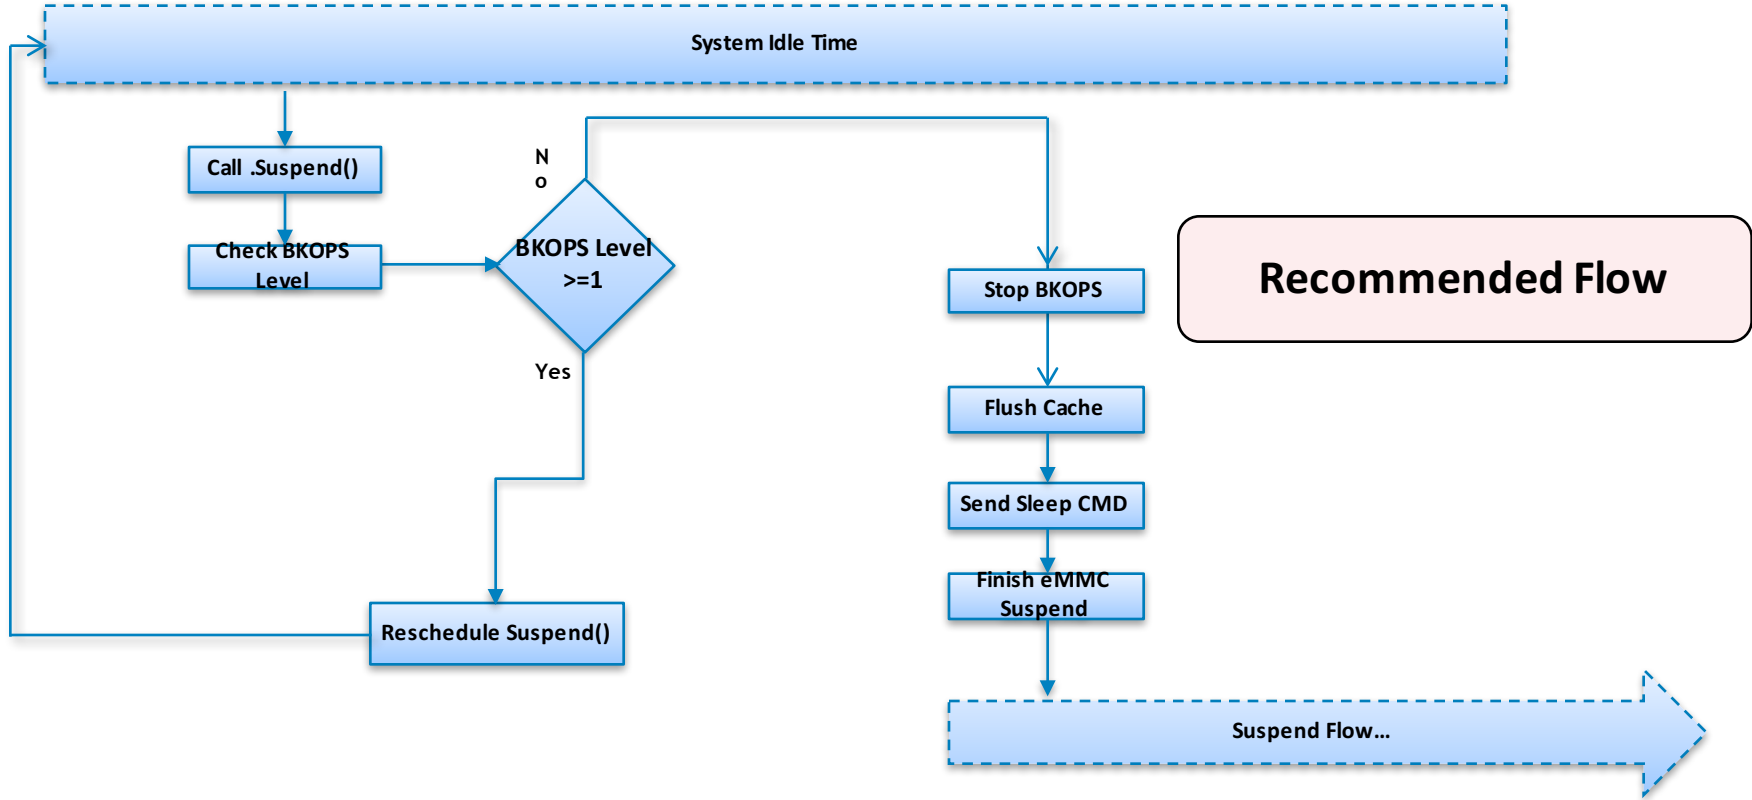 System Idle Time
Call .Suspend()
Check BKOPS
Level
N
o
BKOPS Level
>=1
Yes
Reschedule Suspend()
Stop BKOPS
Flush Cache
Send Sleep CMD
Finish eMMC
Suspend
Suspend Flow...
Recommended Flow